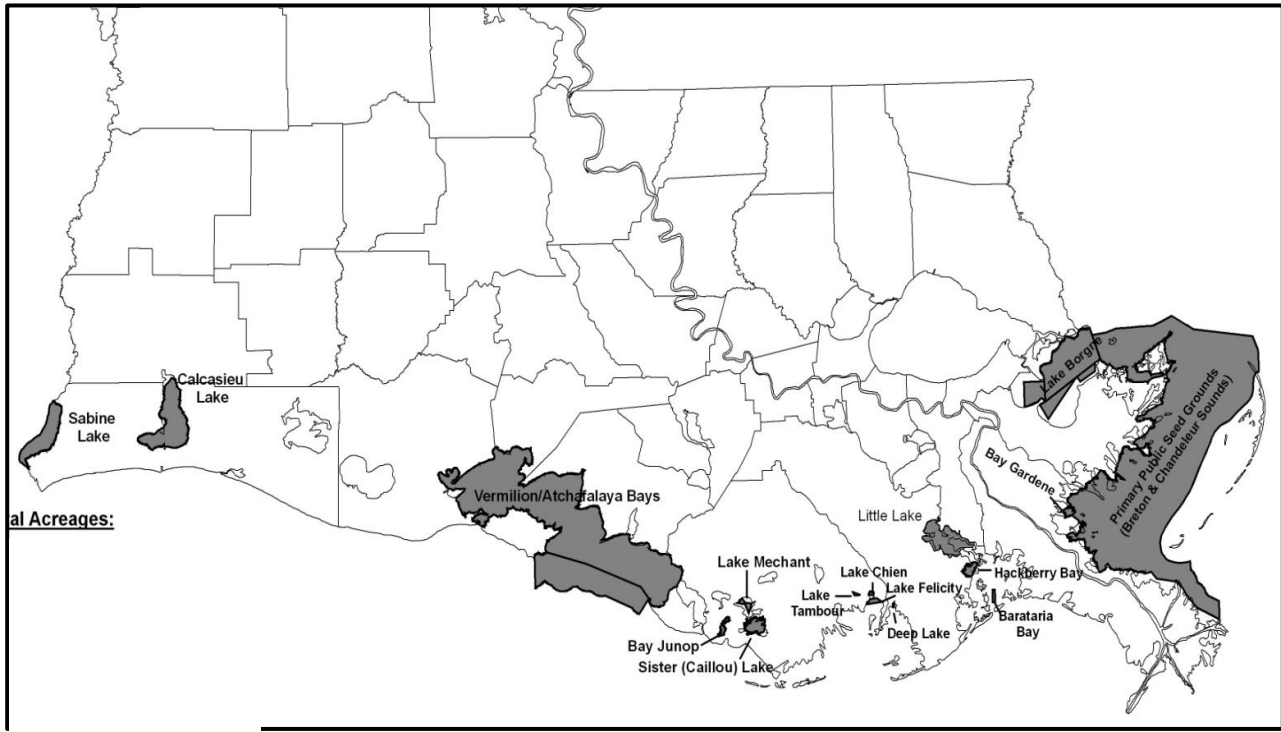 Calcasieu
Lake
Sabine
Lake
al Acreages:
Vermilion/Atchafalaya Bays
Lake Mechant
Bay Junop
Sister (Caillou) Lake
Lake
Tambour
Lake Chien
Lake Felicity
Deep Lake
Little Lake
Hackberry Bay
Barataria
Bay
Bay Gardene
Lake Borgne
Primary Public Seed Grounds
(Breton & Chandeleur Sounds)